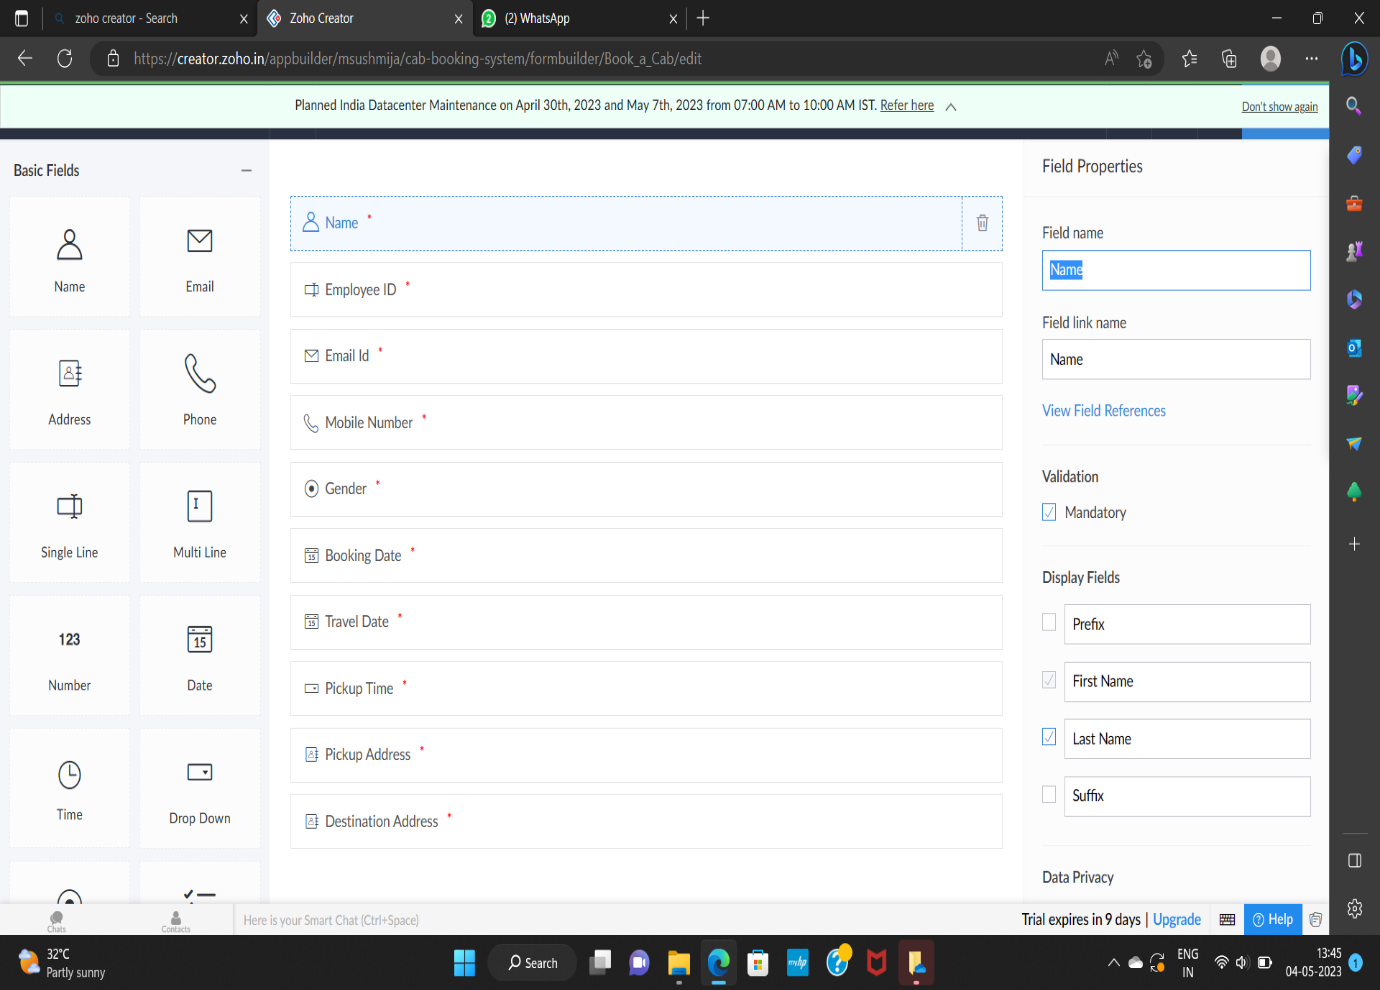 zoho creator - Search
Zoho Creator
(2) WhatsApp
https://creator.zoho.in/appbuilder/msushmija/cab-booking-system/formbuilder/Book_a_Cab/edit
Planned India Datacenter Maintenance on April 30th, 2023 and May 7th, 2023 from 07:00 AM to 10:00 AM IST. Refer here
Don't show again
Basic Fields
Name
Email
Address
Phone
Single Line
Multi Line
123
Number
15
Date
Time
Drop Down
Name *
Employee ID *
Email Id *
Mobile Number *
Gender *
15 Booking Date *
15 Travel Date *
Pickup Time *
Pickup Address *
Destination Address *
Field Properties
Field name
Name
Field link name
Name
View Field References
Validation
Mandatory
Display Fields
Prefix
First Name
Last Name
Suffix
Data Privacy
Chats
Contacts
Here is your Smart Chat (Ctrl+Space)
Trial expires in 9 days | Upgrade
Help
32°C
Partly sunny
Search
myhp
ENG
IN
13:45
04-05-2023
1